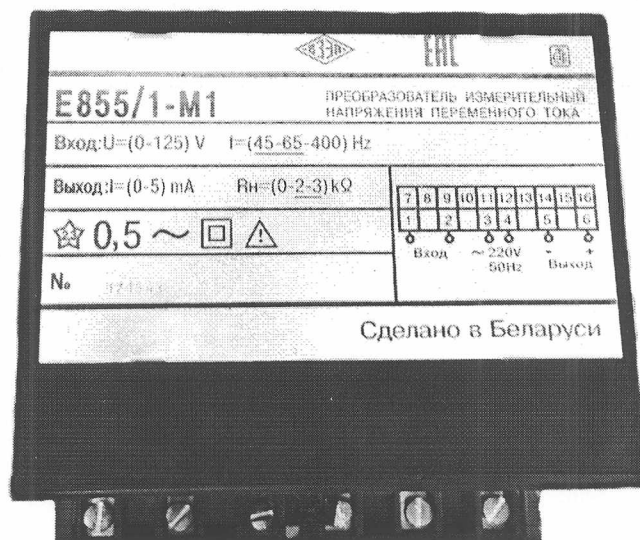 ЗЭП
ЕАС
Е855/1-М1
ПРЕОБРАЗОВАТЕЛЬ ИЗМЕРИТЕЛЬНЫЙ
НАПРЯЖЕНИЯ ПЕРЕМЕННОГО ТОКА
Вход:U=(0-125) V f=(45-65-400) Hz
Выход:I=(0-5) mA Rн=(0-2-3)kΩ
7 8 9 10 11 12 13 14 15 16
1 2 3 4 5 6
Вход ~220V - +
50Hz Выход
0,5 ~
№
Сделано в Беларуси